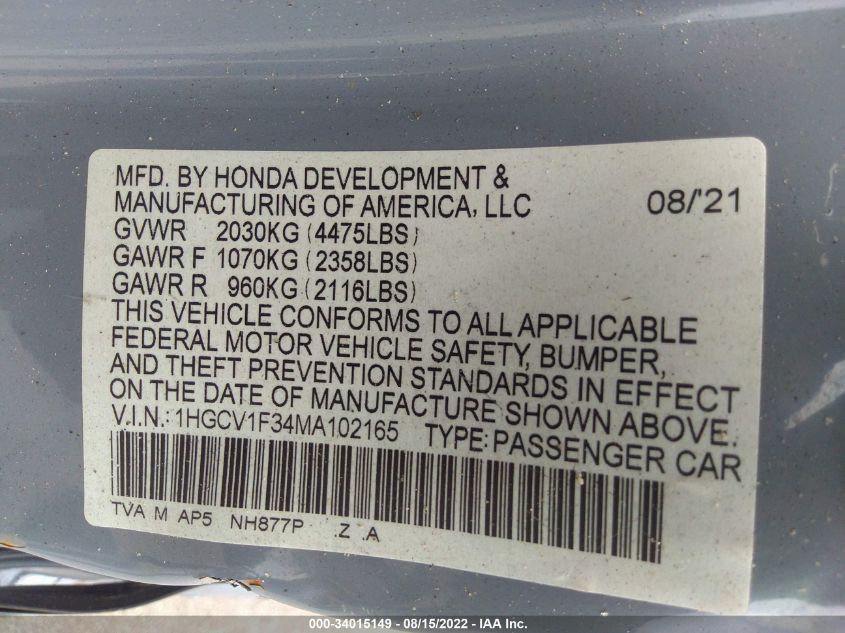 MFD. BY HONDA DEVELOPMENT &
MANUFACTURING OF AMERICA, LLC 08/'21
GVWR 2030KG (4475LBS)
GAWR F 1070KG (2358LBS)
GAWR R 960KG (2116LBS)
THIS VEHICLE CONFORMS TO ALL APPLICABLE
FEDERAL MOTOR VEHICLE SAFETY, BUMPER,
AND THEFT PREVENTION STANDARDS IN EFFECT
ON THE DATE OF MANUFACTURE SHOWN ABOVE.
V.I.N.: 1HGCV1F34MA102165 TYPE: PASSENGER CAR
TVA M AP5 NH877P .Z .A
000-34015149 - 08/15/2022 - IAA Inc.